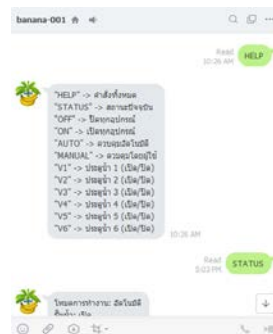 banana-001
Read
10:26 AM
HELP
"HELP" -> คำสั่งทั้งหมด
"STATUS" -> สถานะปัจจุบัน
"OFF" -> ปิดทุกอุปกรณ์
"ON" -> เปิดทุกอุปกรณ์
"AUTO" -> ควบคุมอัตโนมัติ
"MANUAL" -> ควบคุมโดยผู้ใช้
"V1" -> ประตูน้ำ 1 (เปิด/ปิด)
"V2" -> ประตูน้ำ 2 (เปิด/ปิด)
"V3" -> ประตูน้ำ 3 (เปิด/ปิด)
"V4" -> ประตูน้ำ 4 (เปิด/ปิด)
"V5" -> ประตูน้ำ 5 (เปิด/ปิด)
"V6" -> ประตูน้ำ 6 (เปิด/ปิด)
10:26 AM
Read
5:03 PM
STATUS
โหมดการทำงาน: อัตโนมัติ
ปั๊มน้ำ: เปิด